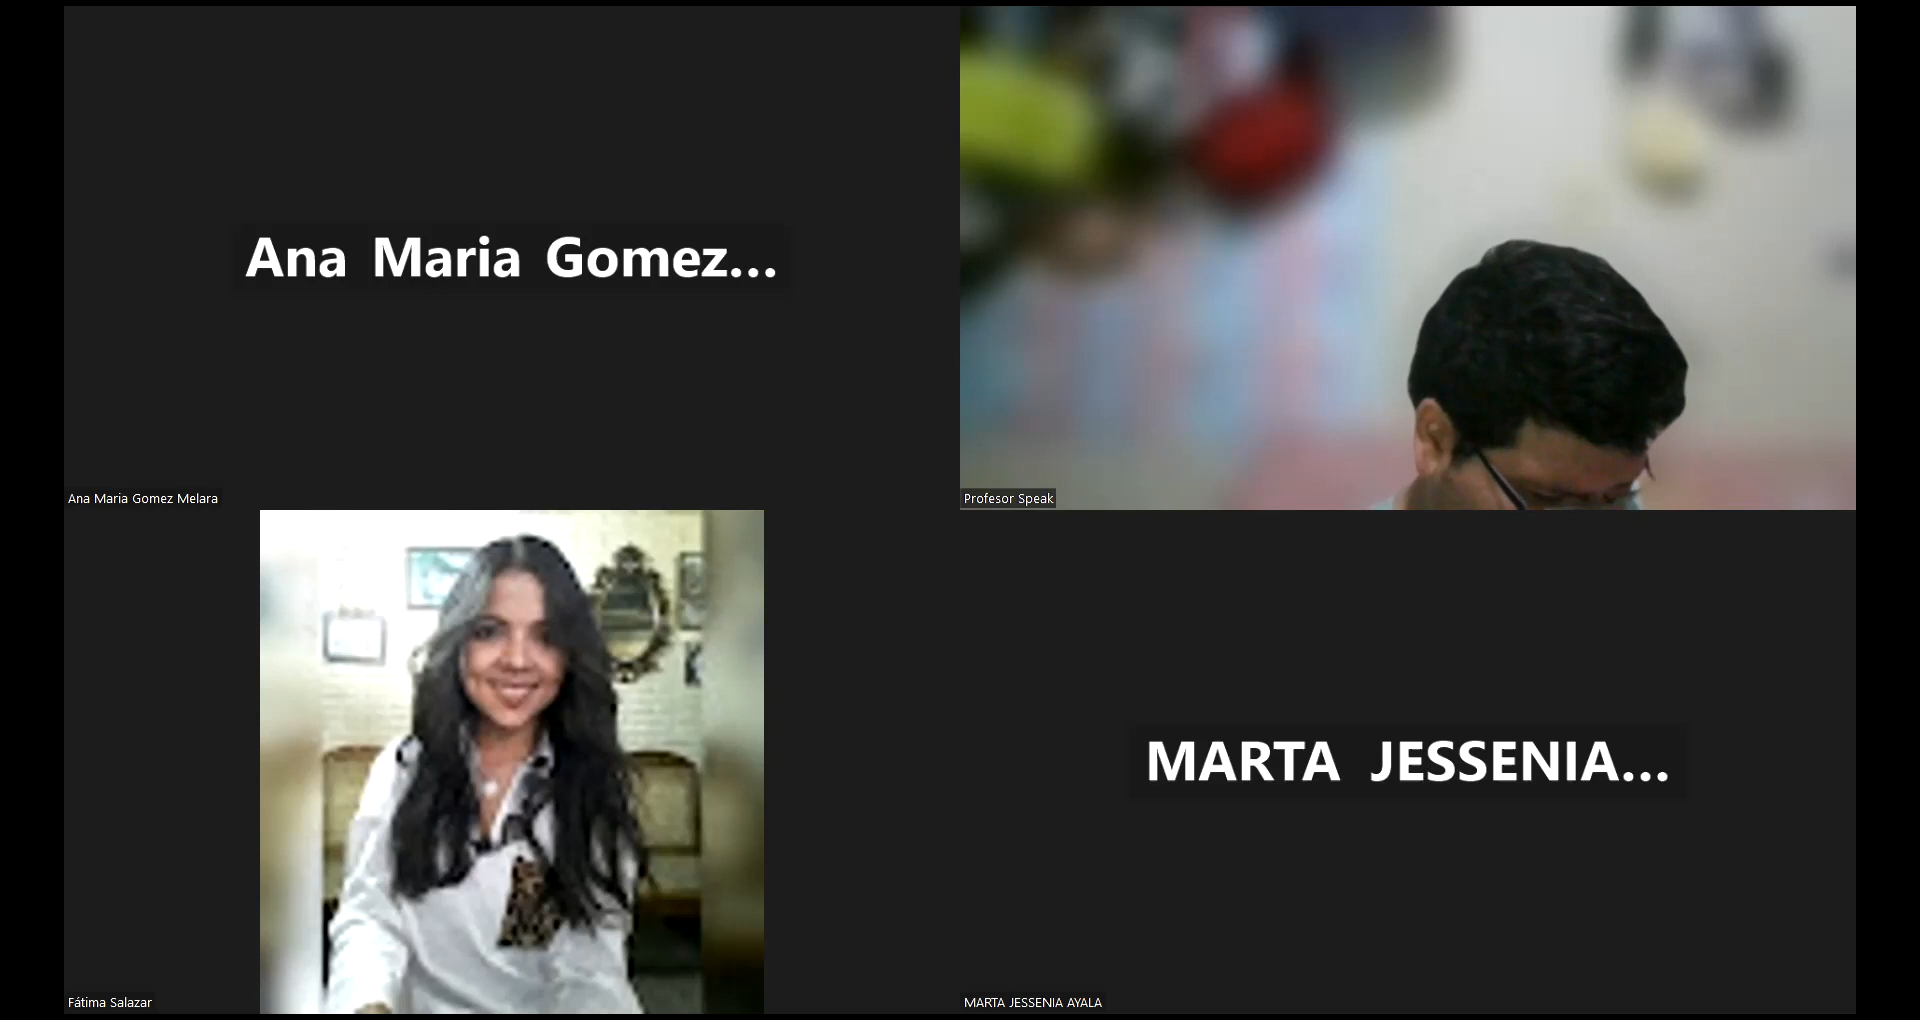 Ana Maria Gomez...
Ana Maria Gomez Melara
Profesor Speak
Fátima Salazar
MARTA JESSENIA...
MARTA JESSENIA AYALA